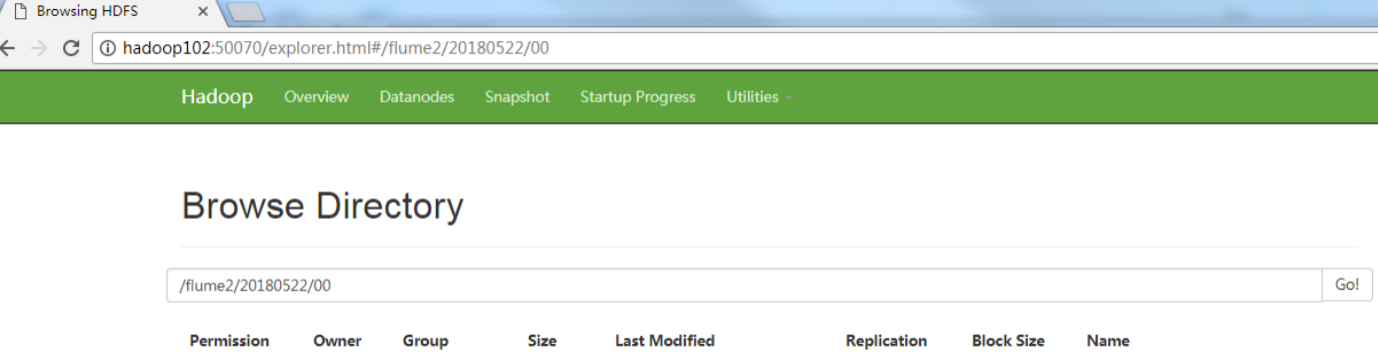 Browsing HDFS
hadoop102:50070/explorer.html#/flume2/20180522/00
Hadoop Overview Datanodes Snapshot Startup Progress Utilities
Browse Directory
/flume2/20180522/00 Go!
Permission Owner Group Size Last Modified Replication Block Size Name